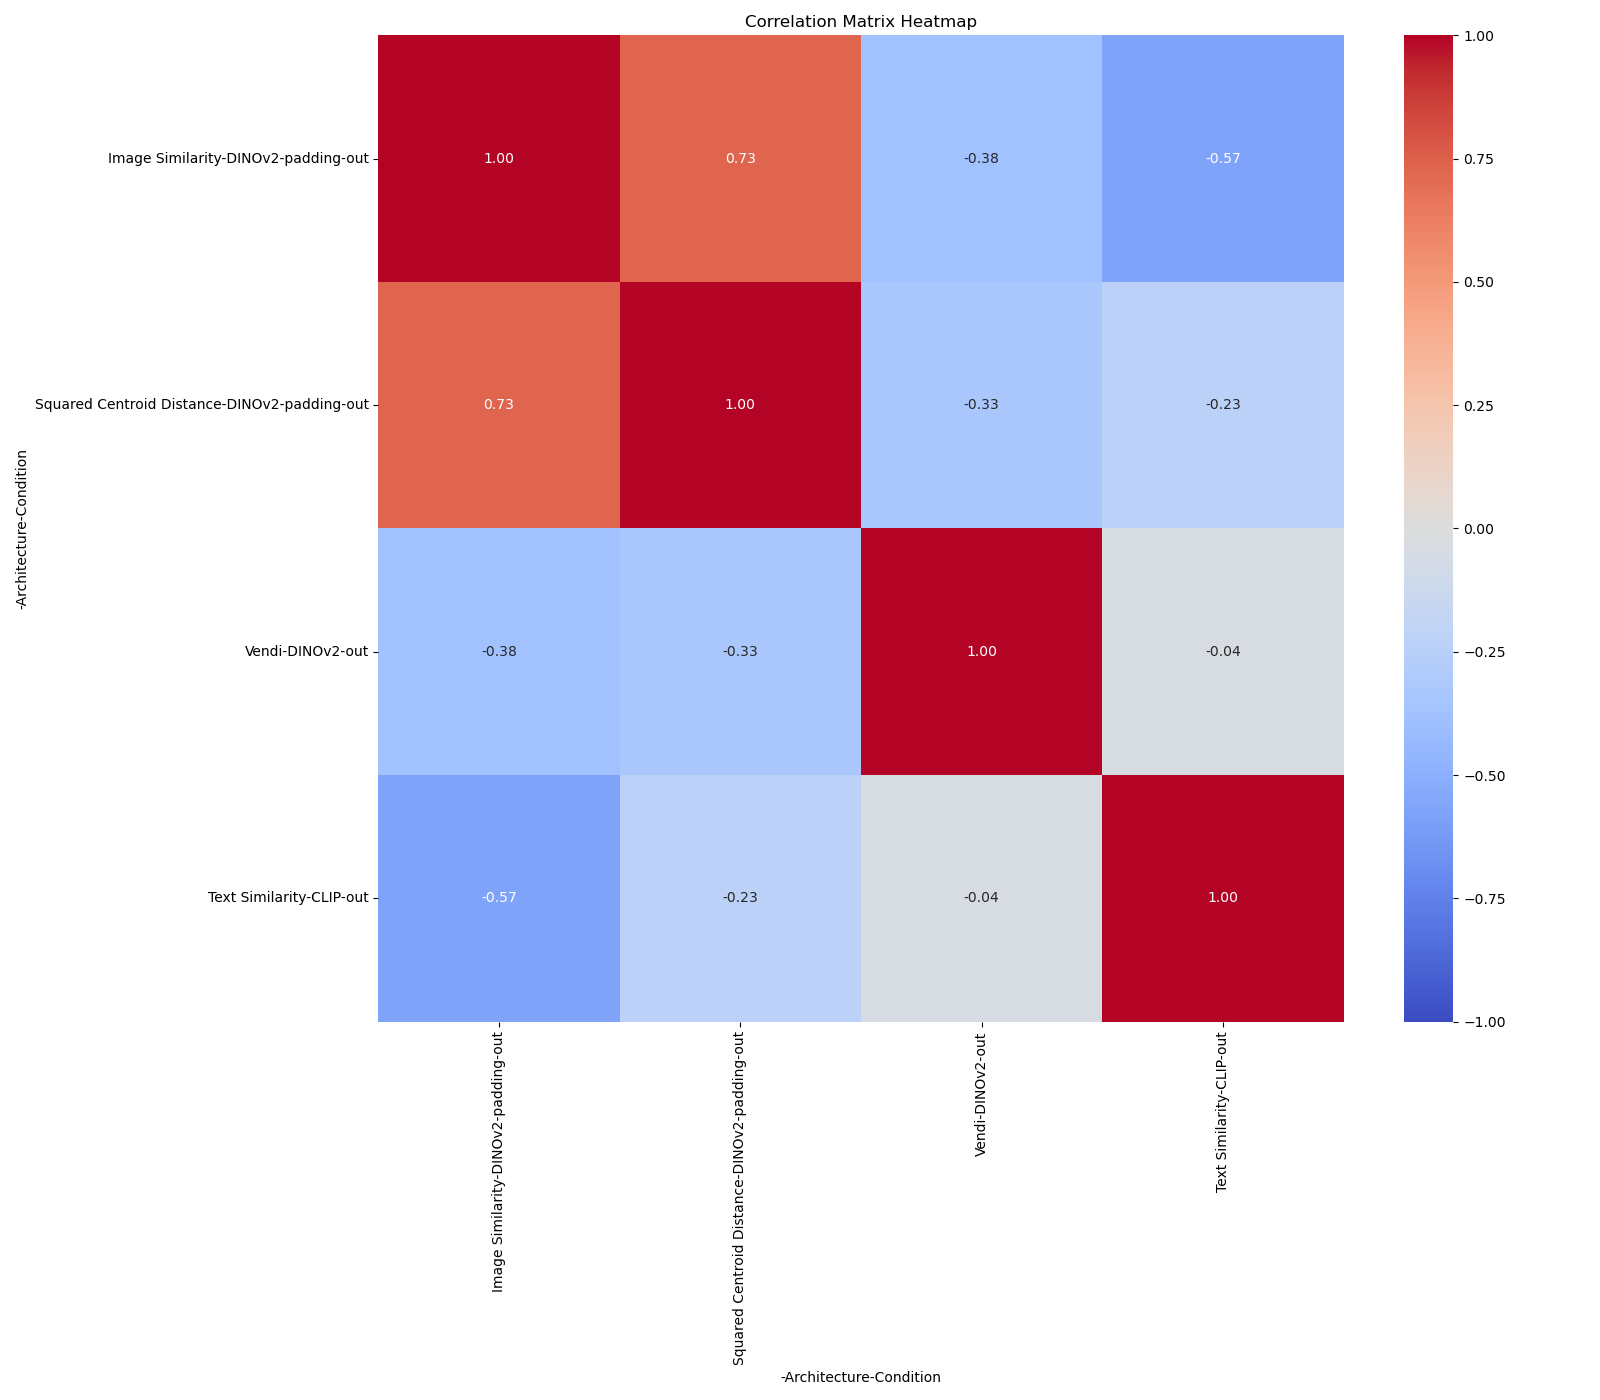 Correlation Matrix Heatmap
Image Similarity-DINOv2-padding-out
1.00
0.73
-0.38
-0.57
Squared Centroid Distance-DINOv2-padding-out
0.73
1.00
-0.33
-0.23
Vendi-DINOv2-out
-0.38
-0.33
1.00
-0.04
Text Similarity-CLIP-out
-0.57
-0.23
-0.04
1.00
-Architecture-Condition
Image Similarity-DINOv2-padding-out
Squared Centroid Distance-DINOv2-padding-out
Vendi-DINOv2-out
Text Similarity-CLIP-out
-Architecture-Condition
1.00
0.75
0.50
0.25
0.00
−0.25
−0.50
−0.75
−1.00